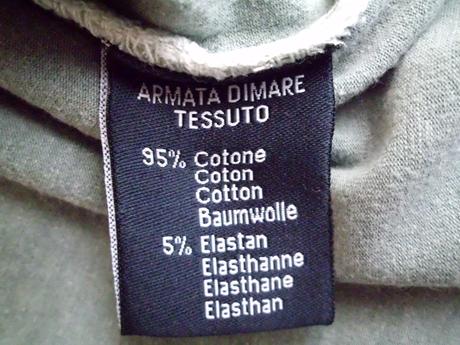 ARMATA DIMARE
TESSUTO
95% Cotone
Coton
Cotton
Baumwolle
5% Elastan
Elasthanne
Elasthane
Elasthan